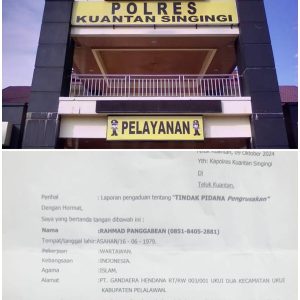 POLRES
KUANTAN SINGINGI
PELAYANAN
Teluk Kuantan, 09 Oktober 2024
Yth: Kapolres Kuantan Singingi
Di
Teluk Kuantan,
Perihal : Laporan pengaduan tentang "TINDAK PIDANA Pengrusakan"
Dengan Hormat,
Saya yang bertanda tangan dibawah ini :
Nama :RAHMAD PANGGABEAN (0851-8405-2881)
Tempat/tanggal lahir:ASAHAN/16 -06 -1979.
Pekerjaan :WARTAWAN.
Kebangsaan :INDONESIA.
Agama :ISLAM.
Alamat :PT. GANDAERA HENDANA RT/RW 001/001 UKUI DUA KECAMATAN UKUI
KABUPATEN PELALAWAN.